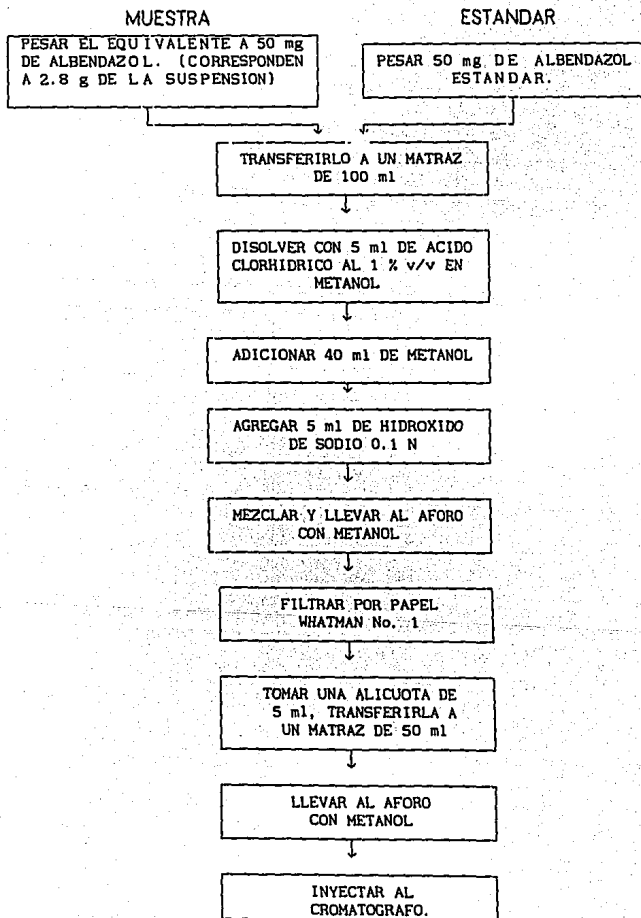 MUESTRA
PESAR EL EQUIVALENTE A 50 mg
DE ALBENDAZOL. (CORRESPONDEN
A 2.8 g DE LA SUSPENSION)
ESTANDAR
PESAR 50 mg DE ALBENDAZOL
ESTANDAR.
TRANSFERIRLO A UN MATRAZ
DE 100 ml
DISOLVER CON 5 ml DE ACIDO
CLORHIDRICO AL 1 % v/v EN
METANOL
ADICIONAR 40 ml DE METANOL
AGREGAR 5 ml DE HIDROXIDO
DE SODIO 0.1 N
MEZCLAR Y LLEVAR AL AFORO
CON METANOL
FILTRAR POR PAPEL
WHATMAN No. 1
TOMAR UNA ALICUOTA DE
5 ml, TRANSFERIRLA A
UN MATRAZ DE 50 ml
LLEVAR AL AFORO
CON METANOL
INYECTAR AL
CROMATOGRAFO.